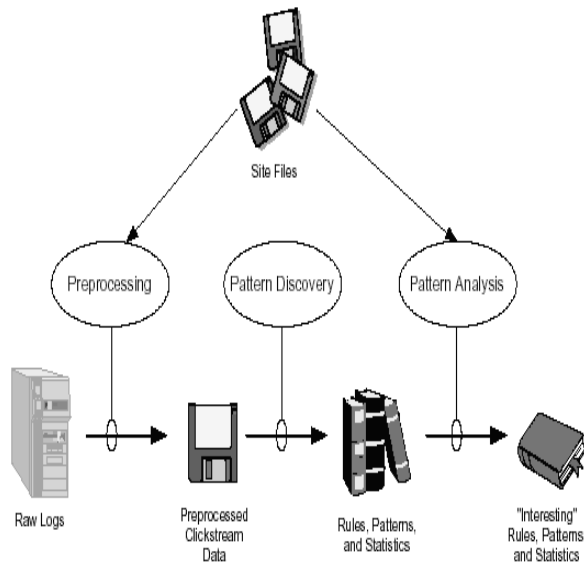 Site Files
Preprocessing
Pattern Discovery
Pattern Analysis
Raw Logs
Preprocessed
Clickstream
Data
Rules, Patterns,
and Statistics
"Interesting"
Rules, Patterns
and Statistics